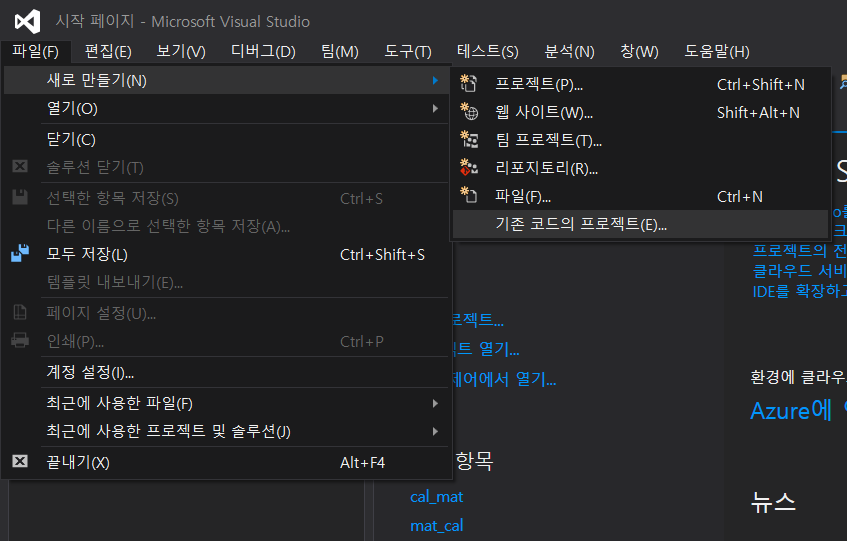 시작 페이지 - Microsoft Visual Studio
파일(F) 편집(E) 보기(V) 디버그(D) 팀(M) 도구(T) 테스트(S) 분석(N) 창(W) 도움말(H)
새로 만들기(N)
열기(O)
닫기(C)
솔루션 닫기(T)
선택한 항목 저장(S) Ctrl+S
다른 이름으로 선택한 항목 저장(A)...
모두 저장(L) Ctrl+Shift+S
템플릿 내보내기(E)...
페이지 설정(U)...
인쇄(P)... Ctrl+P
계정 설정(I)...
최근에 사용한 파일(F)
최근에 사용한 프로젝트 및 솔루션(J)
끝내기(X) Alt+F4
프로젝트(P)... Ctrl+Shift+N
웹 사이트(W)... Shift+Alt+N
팀 프로젝트(T)...
리포지토리(R)...
파일(F)... Ctrl+N
기존 코드의 프로젝트(E)...
프로젝트의 전
클라우드 서비
IDE를 확장하고
로젝트...
트 열기...
제어에서 열기...
환경에 클라우
Azure에
항목
cal_mat
mat_cal
뉴스